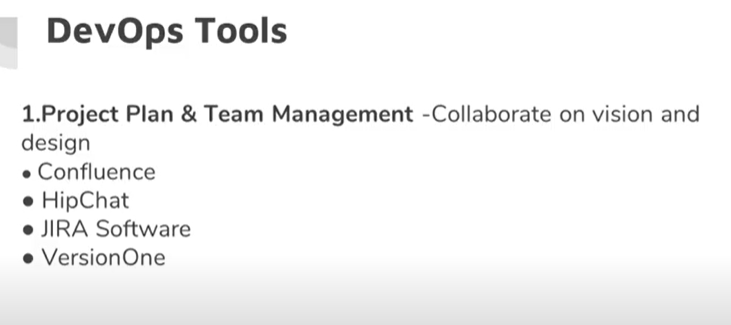 DevOps Tools
1.Project Plan & Team Management -Collaborate on vision and
design
● Confluence
● HipChat
● JIRA Software
● VersionOne